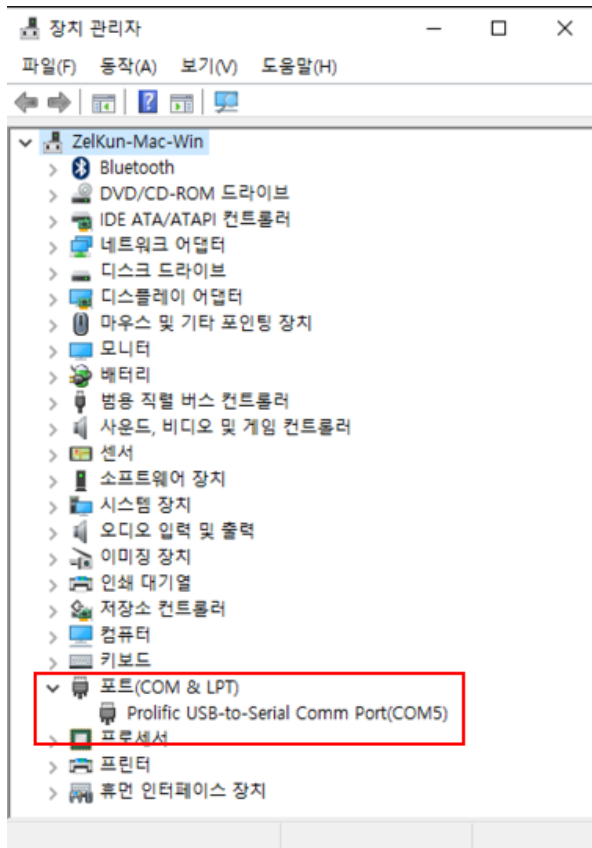 장치 관리자
파일(F) 동작(A) 보기(V) 도움말(H)
ZelKun-Mac-Win
Bluetooth
DVD/CD-ROM 드라이브
IDE ATA/ATAPI 컨트롤러
네트워크 어댑터
디스크 드라이브
디스플레이 어댑터
마우스 및 기타 포인팅 장치
모니터
배터리
범용 직렬 버스 컨트롤러
사운드, 비디오 및 게임 컨트롤러
센서
소프트웨어 장치
시스템 장치
오디오 입력 및 출력
이미징 장치
인쇄 대기열
저장소 컨트롤러
컴퓨터
키보드
포트(COM & LPT)
Prolific USB-to-Serial Comm Port(COM5)
프로세서
프린터
휴먼 인터페이스 장치